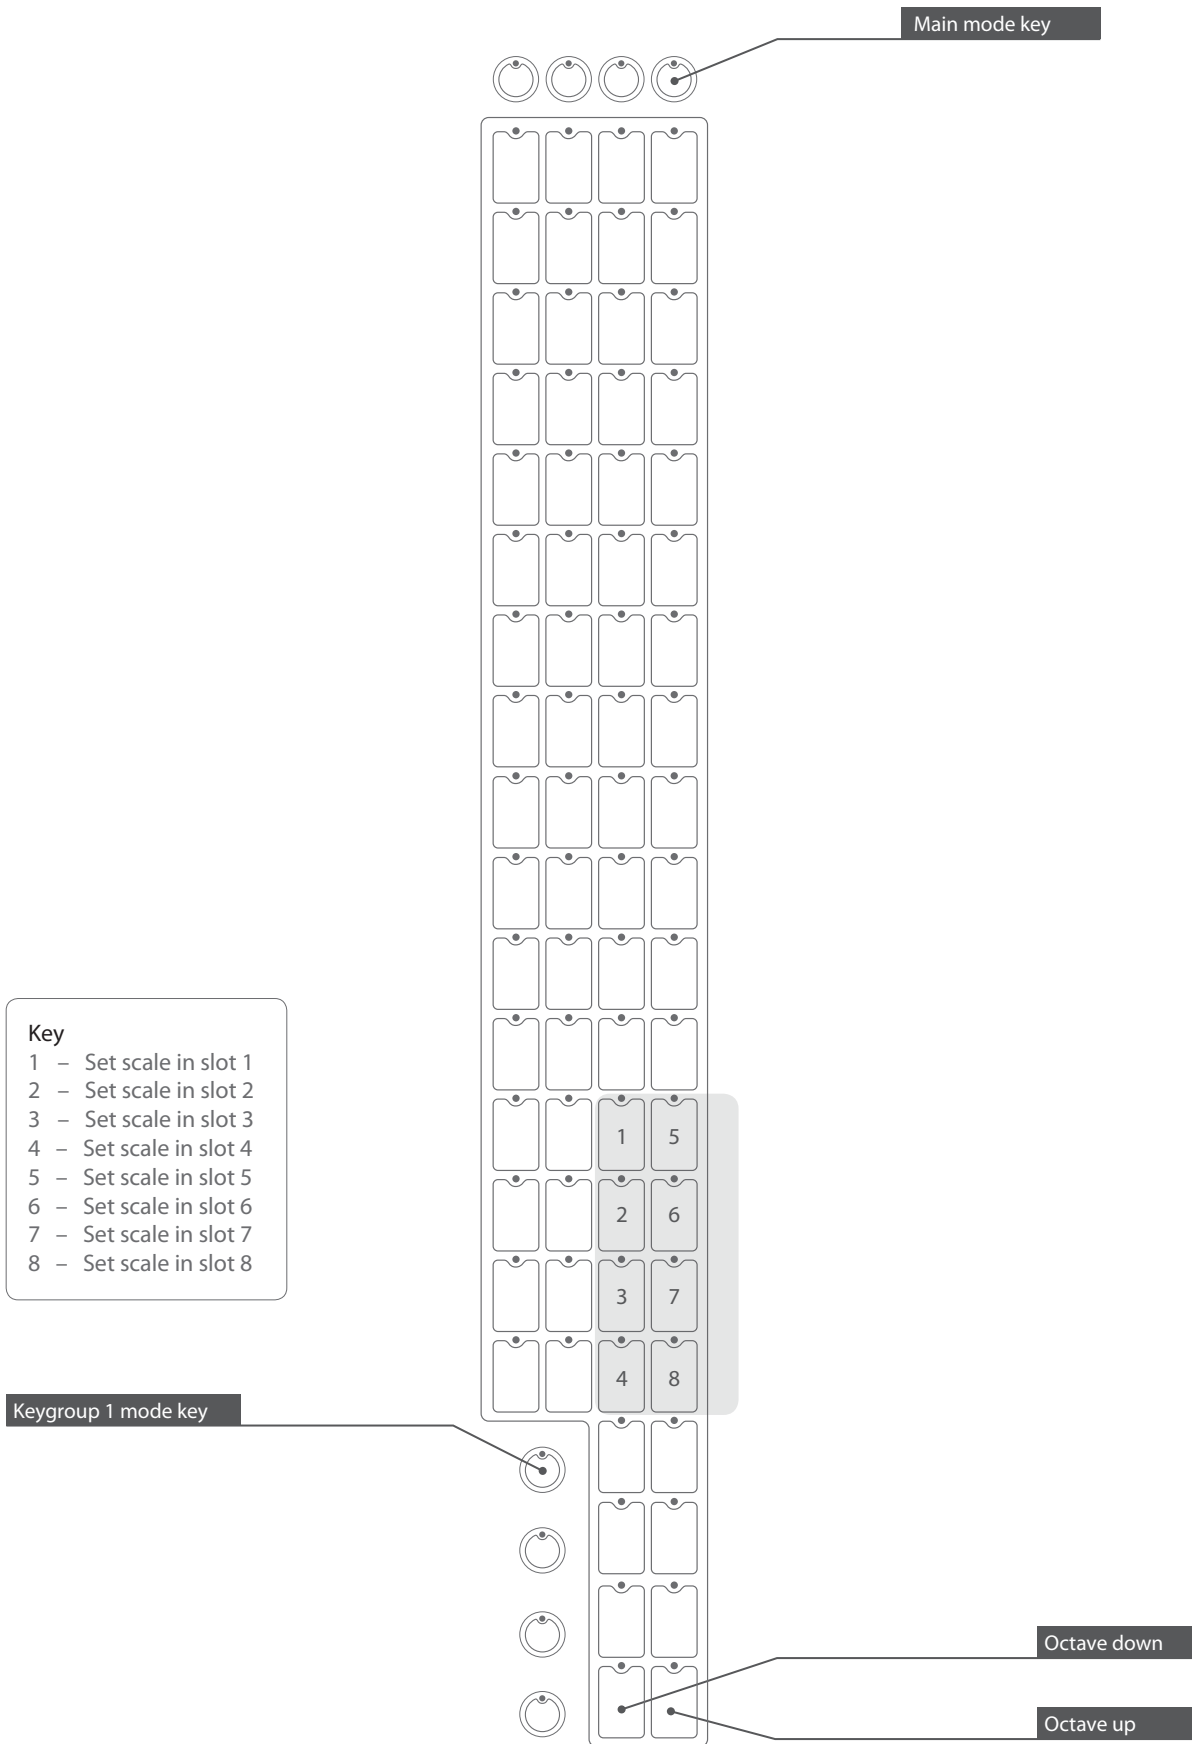 Main mode key
Key
1 – Set scale in slot 1
2 – Set scale in slot 2
3 – Set scale in slot 3
4 – Set scale in slot 4
5 – Set scale in slot 5
6 – Set scale in slot 6
7 – Set scale in slot 7
8 – Set scale in slot 8
1 5
2 6
3 7
4 8
Keygroup 1 mode key
Octave down
Octave up